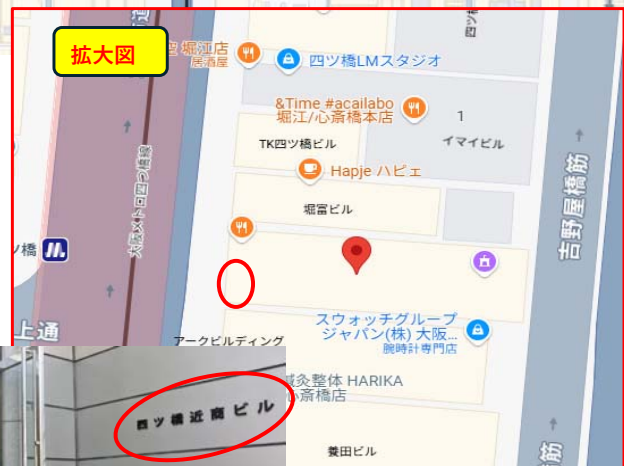 拡大図
堀江店
居酒屋
四ツ橋LMスタジオ
&Time #acailabo
堀江/心斎橋本店
1
イマイビル
TK四ツ橋ビル
Hapje ハピェ
堀富ビル
大阪メトロ四つ橋線
吉野屋橋筋
ツ橋
上通
スウォッチグループ
ジャパン(株) 大阪...
腕時計専門店
アークビルディング
灸整体 HARIKA
心斎橋店
四ツ橋近商ビル
養田ビル
筋